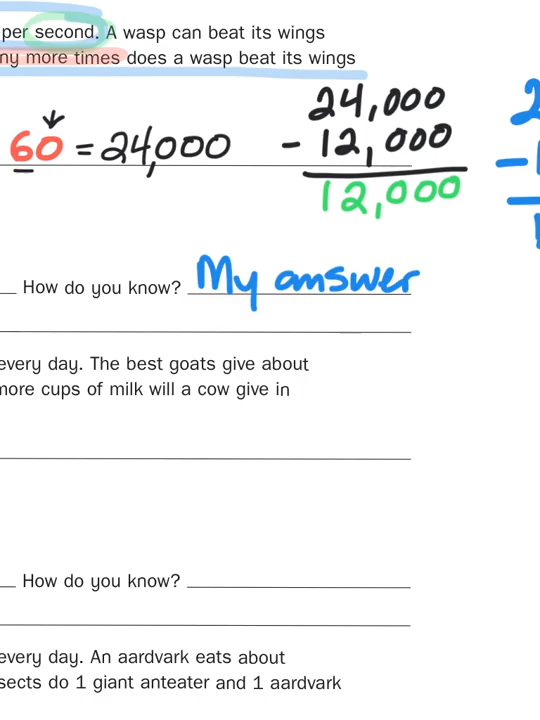 per second. A wasp can beat its wings
ny more times does a wasp beat its wings
60 = 24,000
24,000
- 12,000
12,000
How do you know? My answer
every day. The best goats give about
more cups of milk will a cow give in
How do you know?
every day. An aardvark eats about
sects do 1 giant anteater and 1 aardvark